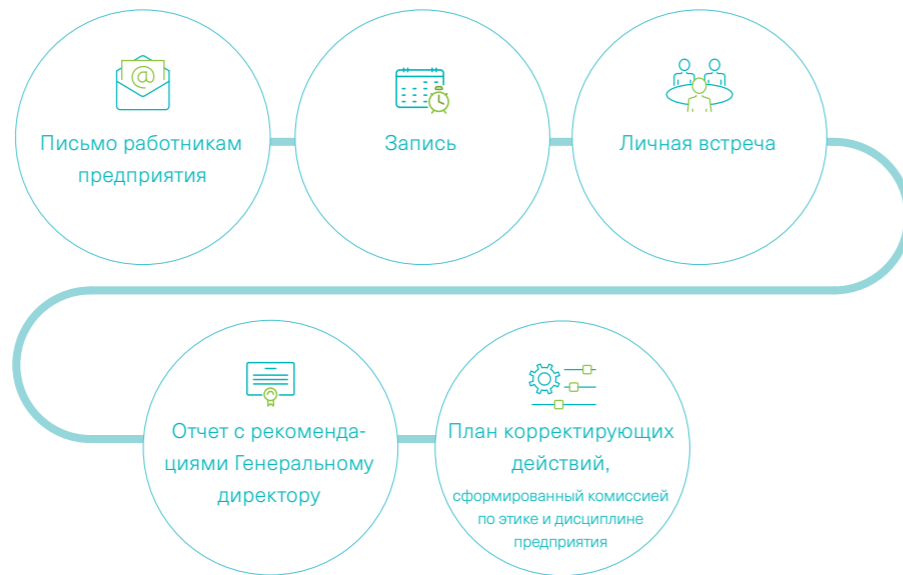 @
Письмо работникам
предприятия
Запись
Личная встреча
Отчет с рекоменда-
циями Генеральному
директору
План корректирующих
действий,
сформированный комиссией
по этике и дисциплине
предприятия